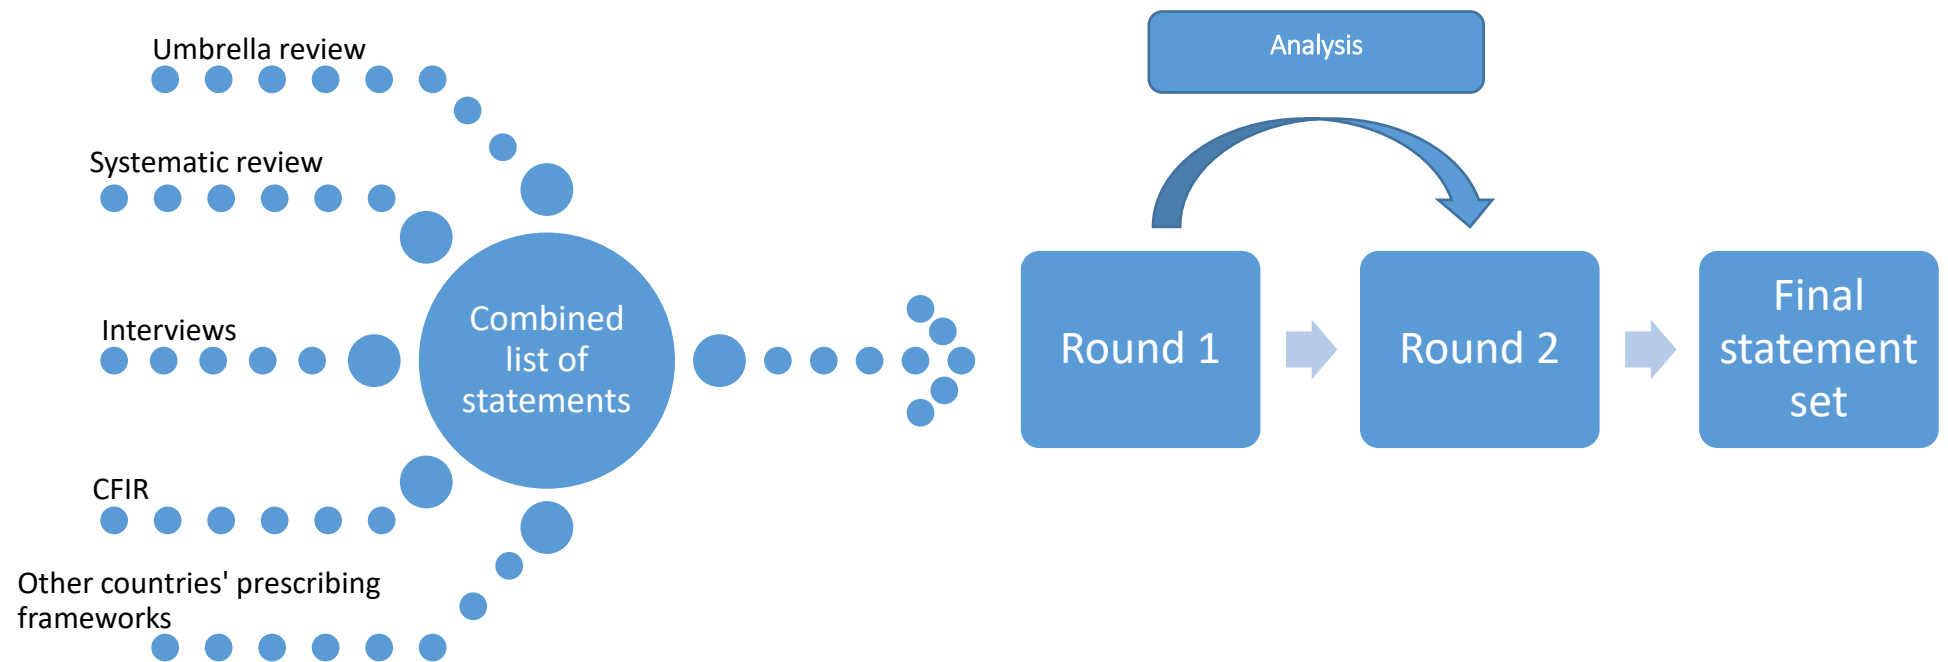 Umbrella review
Systematic review
Interviews
CFIR
Other countries' prescribing
frameworks
Combined
list of
statements
Analysis
Round 1
Round 2
Final
statement
set